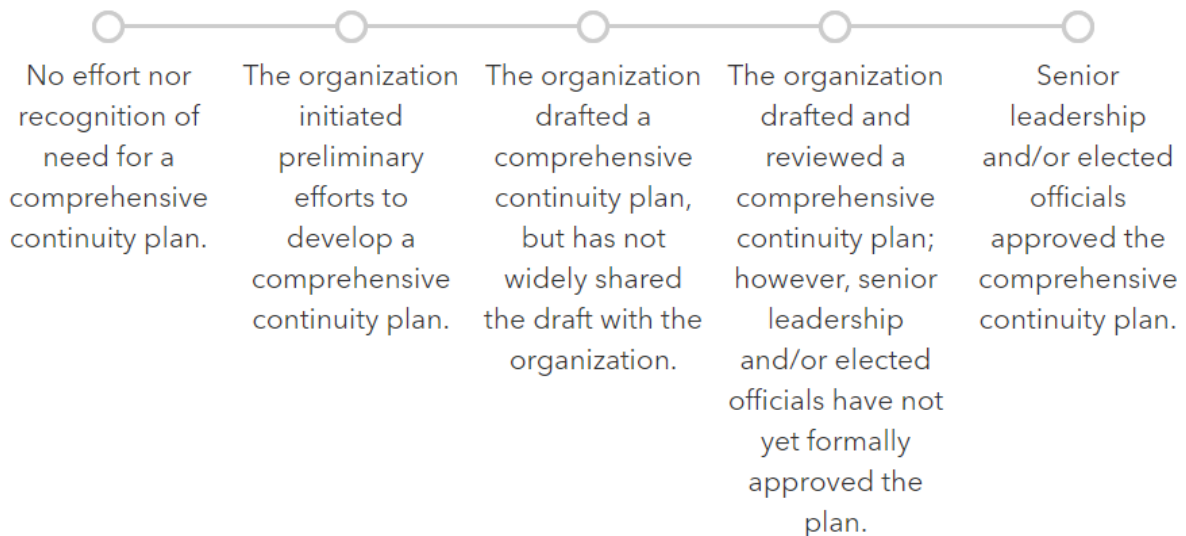 No effort nor
recognition of
need for a
comprehensive
continuity plan.
The organization
initiated
preliminary
efforts to
develop a
comprehensive
continuity plan.
The organization
drafted a
comprehensive
continuity plan,
but has not
widely shared
the draft with the
organization.
The organization
drafted and
reviewed a
comprehensive
continuity plan;
however, senior
leadership
and/or elected
officials have not
yet formally
approved the
plan.
Senior
leadership
and/or elected
officials
approved the
comprehensive
continuity plan.